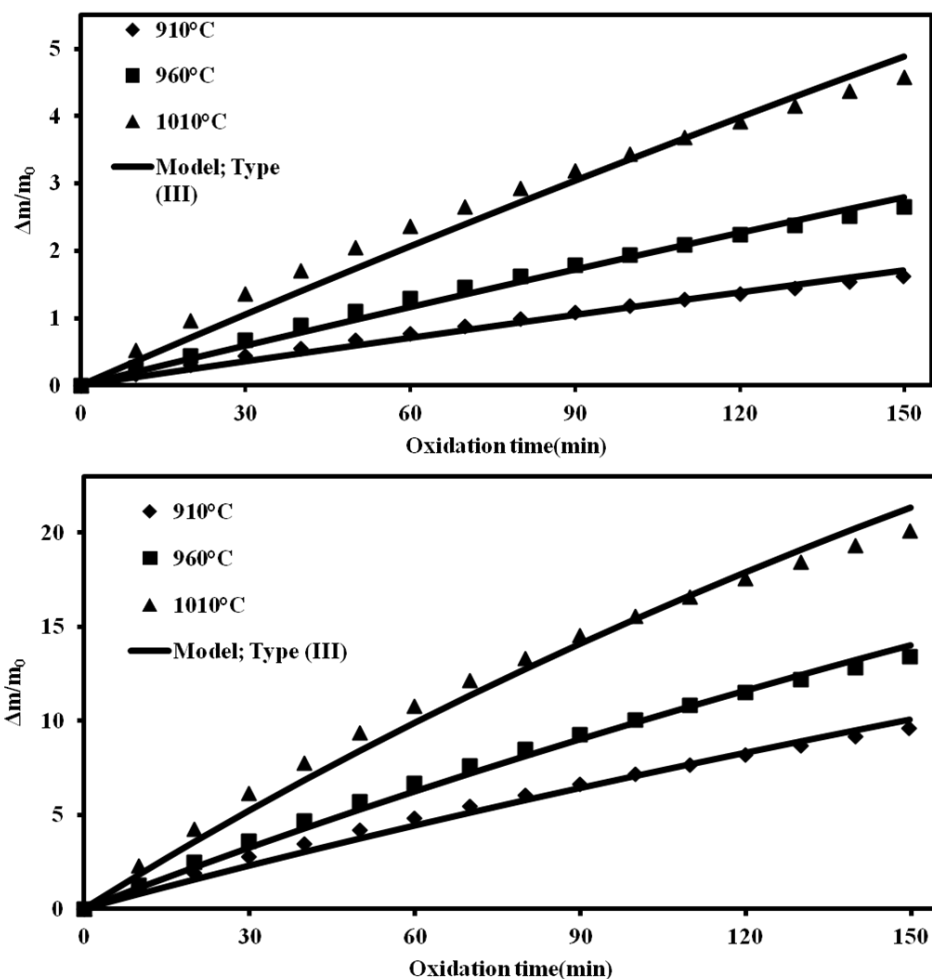 5
4
3
2
1
0
Δm/m₀
910°C
960°C
1010°C
Model; Type
(III)
0 30 60 90 120 150
Oxidation time(min)
20
15
10
5
0
Δm/m₀
910°C
960°C
1010°C
Model; Type (III)
0 30 60 90 120 150
Oxidation time(min)